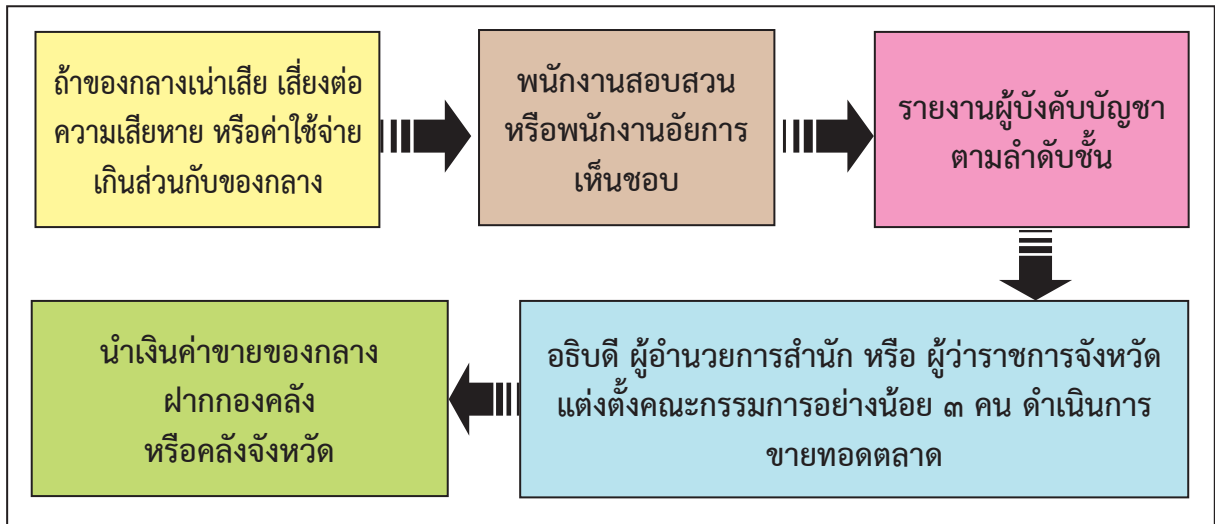 ถ้าของกลางเน่าเสีย เสี่ยงต่อ
ความเสียหาย หรือค่าใช้จ่าย
เกินส่วนกับของกลาง
พนักงานสอบสวน
หรือพนักงานอัยการ
เห็นชอบ
รายงานผู้บังคับบัญชา
ตามลำดับชั้น
อธิบดี ผู้อำนวยการสำนัก หรือ ผู้ว่าราชการจังหวัด
แต่งตั้งคณะกรรมการอย่างน้อย ๓ คน ดำเนินการ
ขายทอดตลาด
นำเงินค่าขายของกลาง
ฝากกองคลัง
หรือคลังจังหวัด